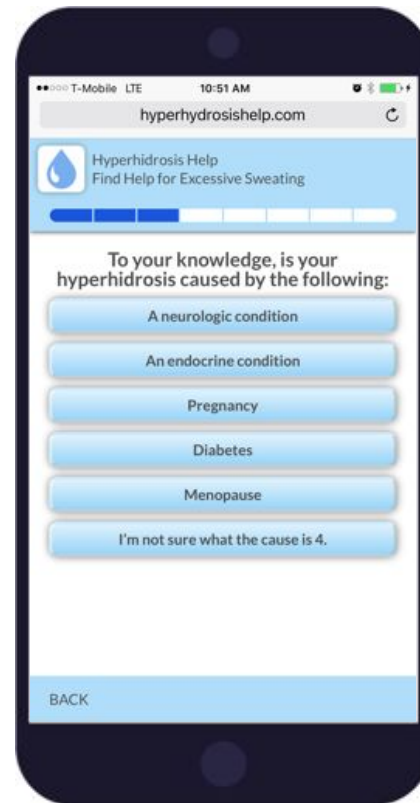 T-Mobile LTE 10:51 AM
hyperhydrosishelp.com
Hyperhidrosis Help
Find Help for Excessive Sweating
To your knowledge, is your
hyperhidrosis caused by the following:
A neurologic condition
An endocrine condition
Pregnancy
Diabetes
Menopause
I'm not sure what the cause is 4.
BACK